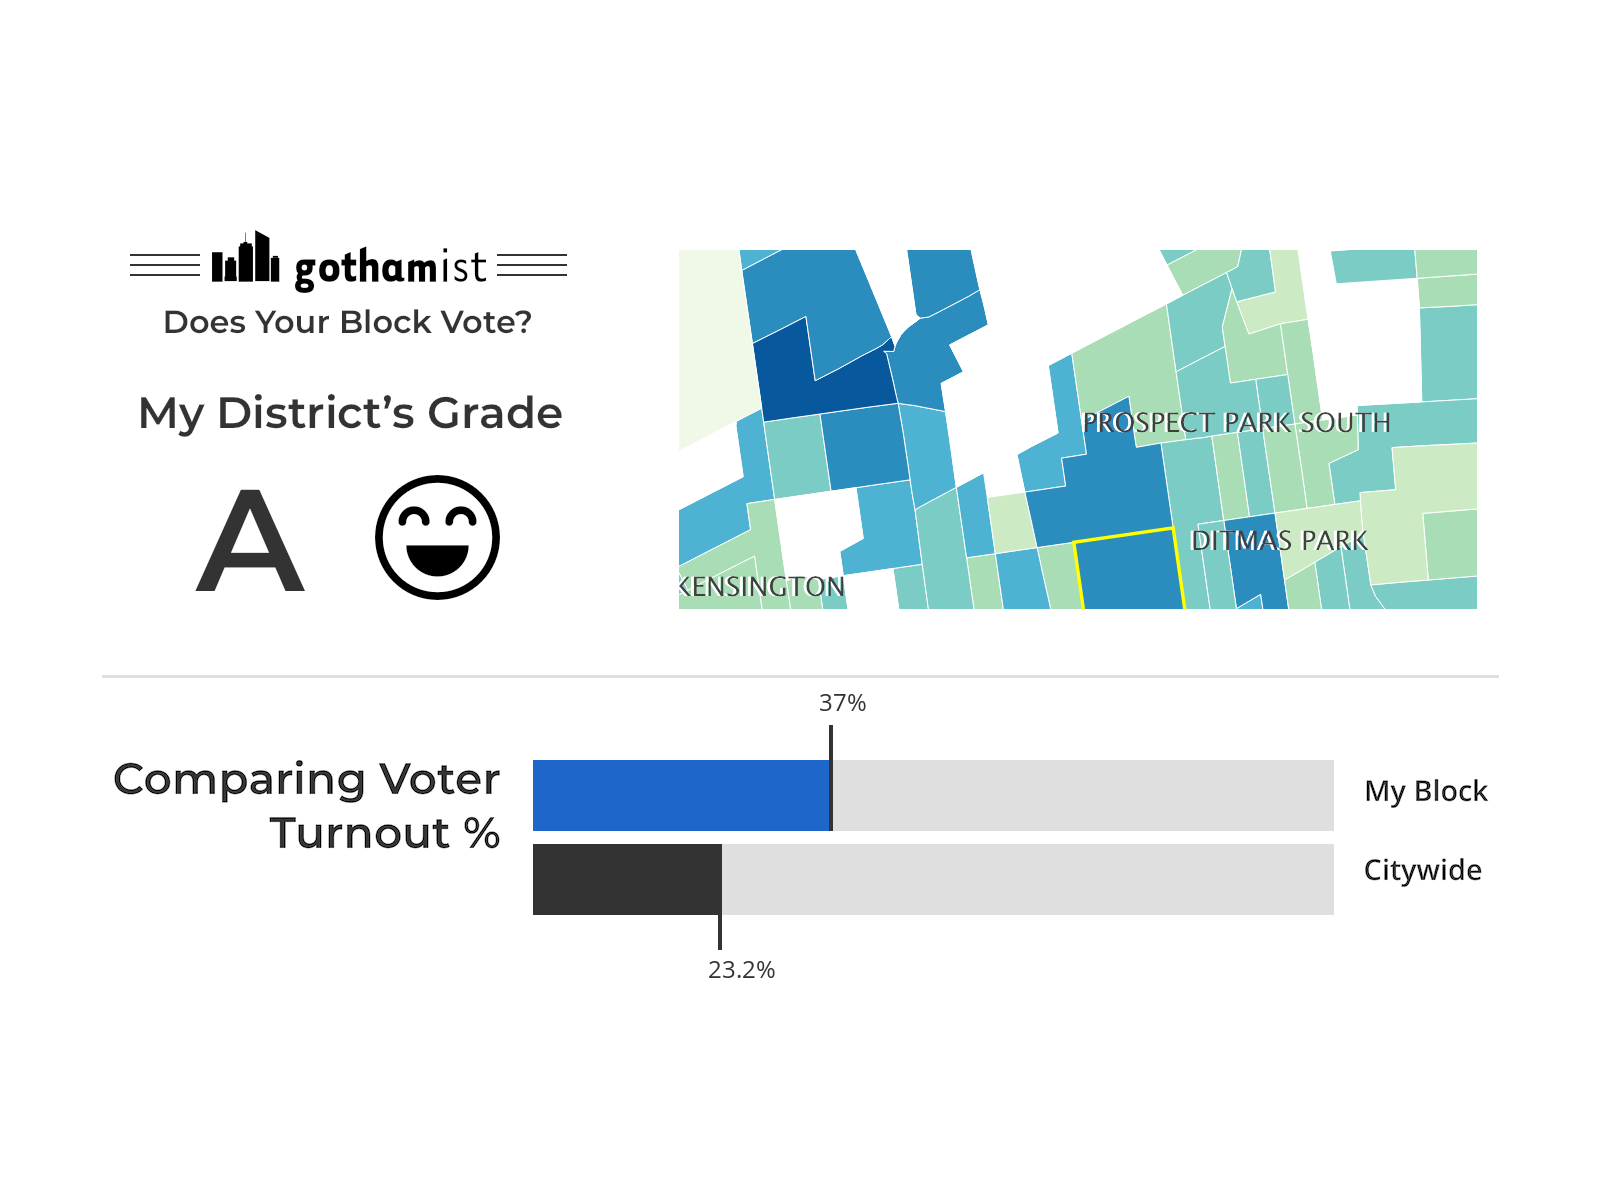 gothamist
Does Your Block Vote?
My District's Grade
A
PROSPECT PARK SOUTH
DITMAS PARK
KENSINGTON
37%
Comparing Voter
Turnout %
My Block
Citywide
23.2%